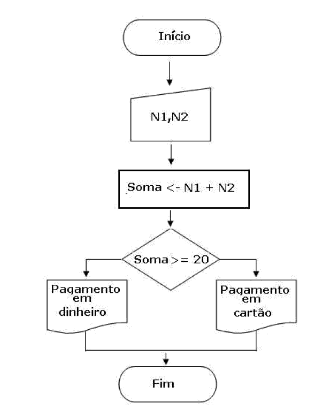 Início
N1,N2
Soma <- N1 + N2
Soma >= 20
Pagamento
em
dinheiro
Pagamento
em
cartão
Fim